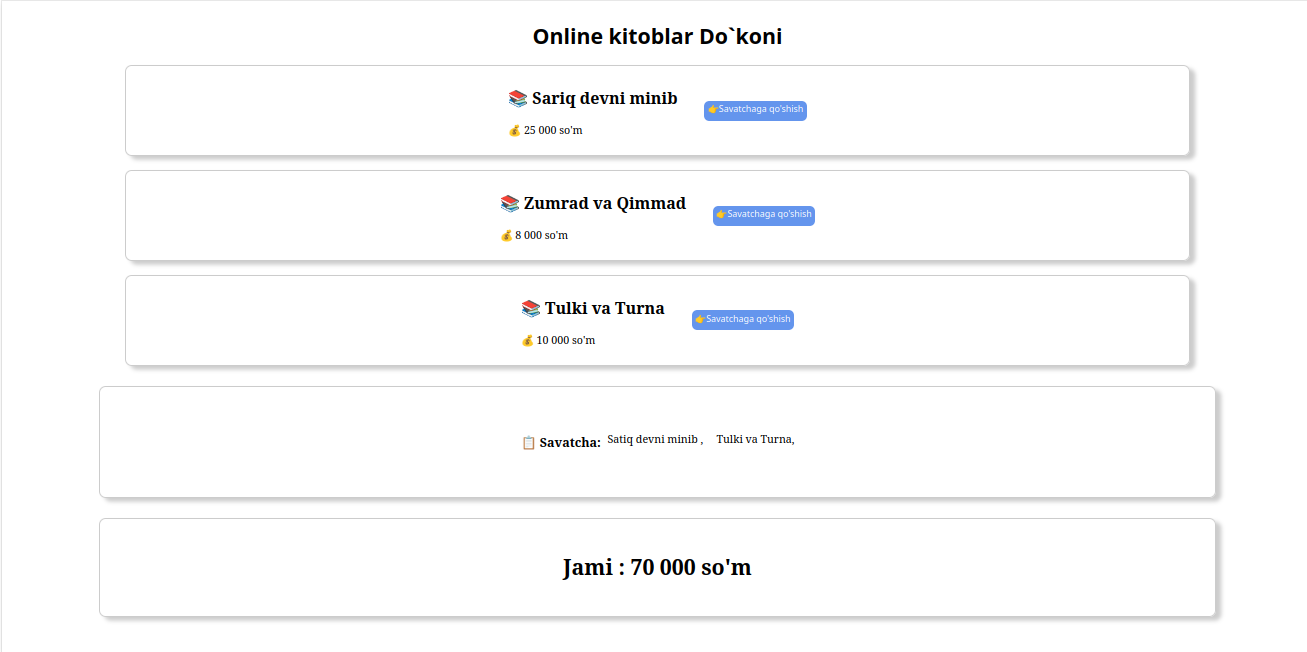 Online kitoblar Do`koni
📚 Sariq devni minib
👉Savatchaga qo'shish
💰 25 000 so'm
📚 Zumrad va Qimmad
👉Savatchaga qo'shish
💰 8 000 so'm
📚 Tulki va Turna
👉Savatchaga qo'shish
💰 10 000 so'm
📋 Savatcha: Satiq devni minib , Tulki va Turna,
Jami : 70 000 so'm